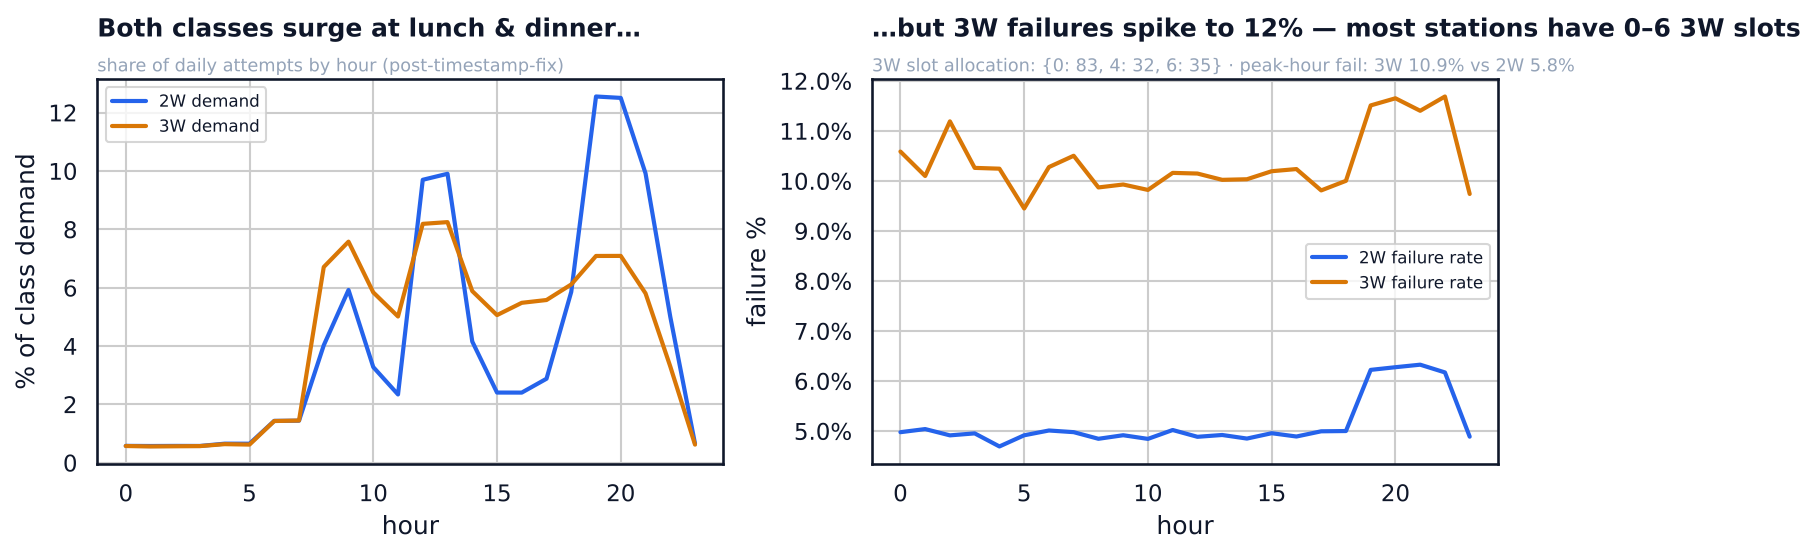 Both classes surge at lunch & dinner…
share of daily attempts by hour (post-timestamp-fix)
2W demand
3W demand
% of class demand
12
10
8
6
4
2
0
0 5 10 15 20
hour
…but 3W failures spike to 12% — most stations have 0–6 3W slots
3W slot allocation: {0: 83, 4: 32, 6: 35} · peak-hour fail: 3W 10.9% vs 2W 5.8%
2W failure rate
3W failure rate
failure %
12.0%
11.0%
10.0%
9.0%
8.0%
7.0%
6.0%
5.0%
0 5 10 15 20
hour